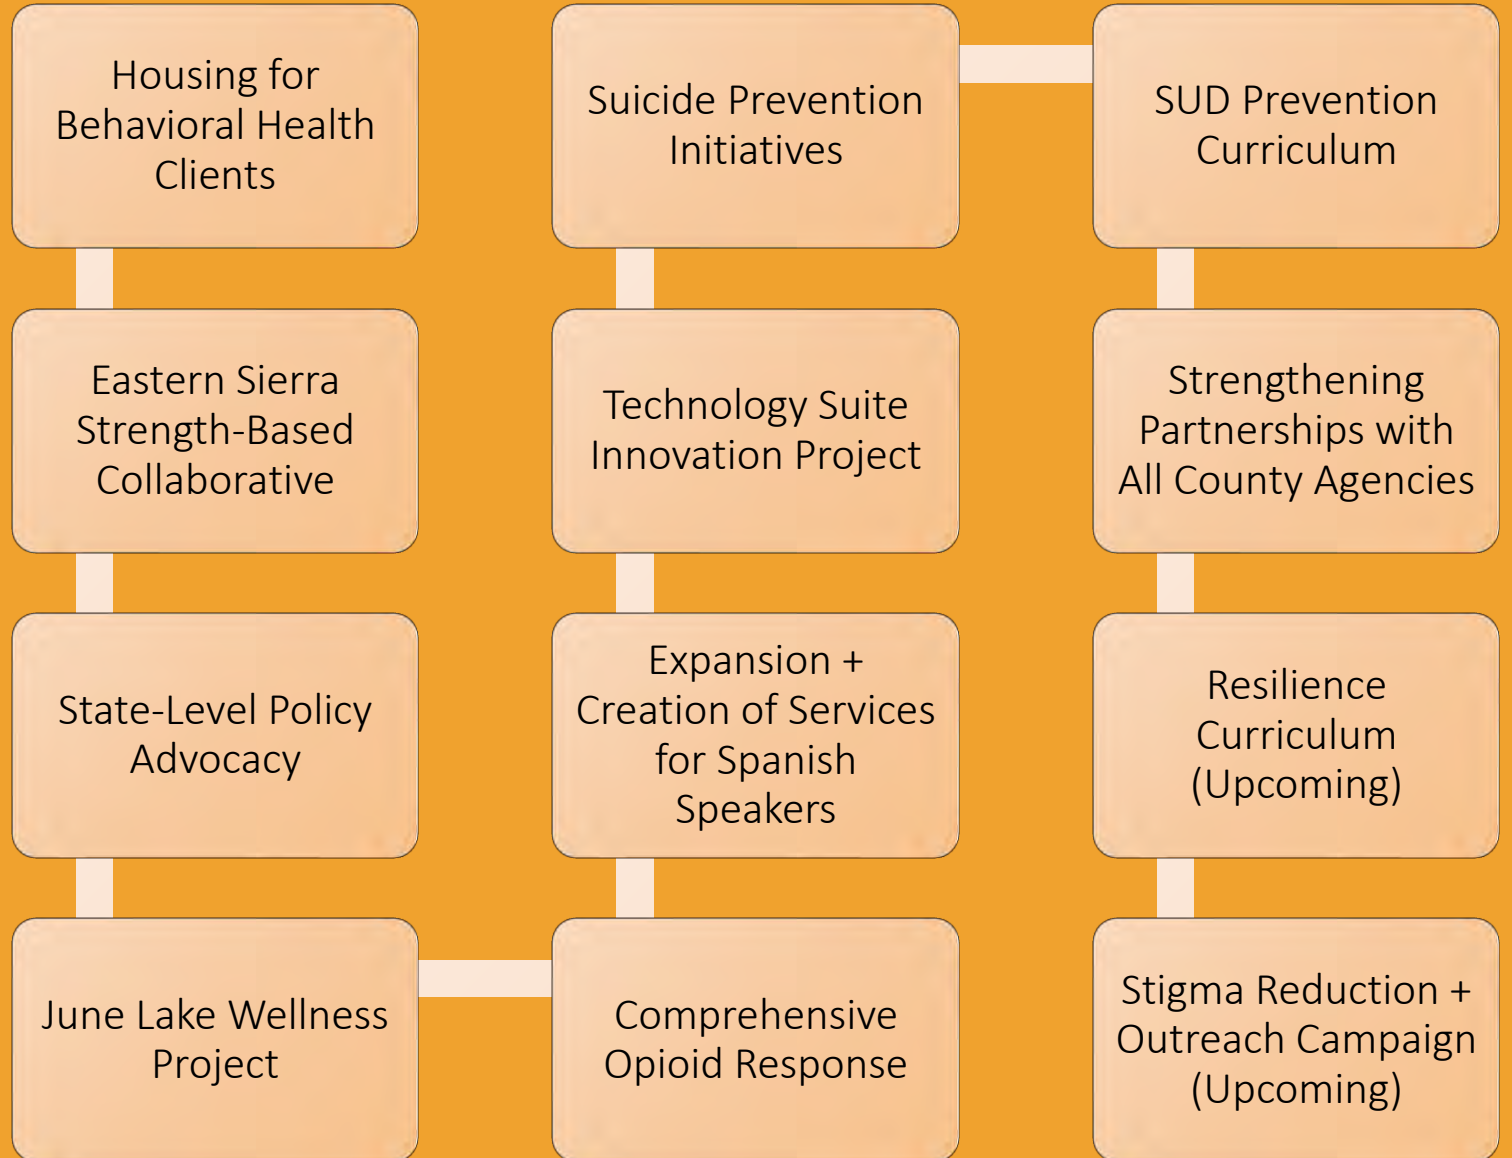 Housing for
Behavioral Health
Clients
Eastern Sierra
Strength-Based
Collaborative
State-Level Policy
Advocacy
June Lake Wellness
Project
Comprehensive
Opioid Response
Expansion +
Creation of Services
for Spanish
Speakers
Technology Suite
Innovation Project
Suicide Prevention
Initiatives
SUD Prevention
Curriculum
Strengthening
Partnerships with
All County Agencies
Resilience
Curriculum
(Upcoming)
Stigma Reduction +
Outreach Campaign
(Upcoming)